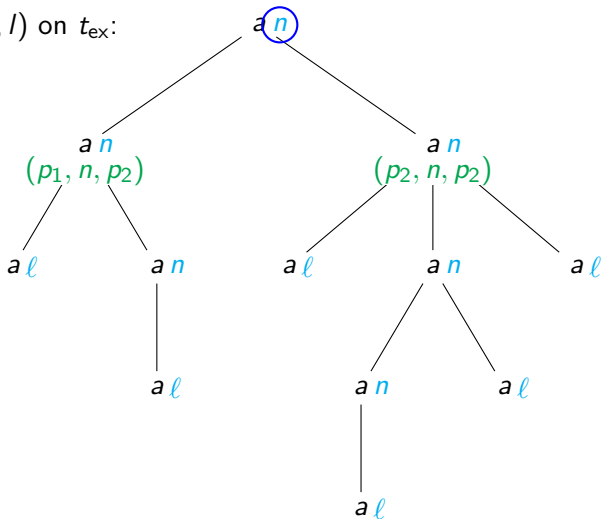 , l) on t_ex:
a n
a n a n
(p₁, n, p₂) (p₂, n, p₂)
a ℓ a n a ℓ a n a ℓ
a ℓ a n a ℓ
a ℓ